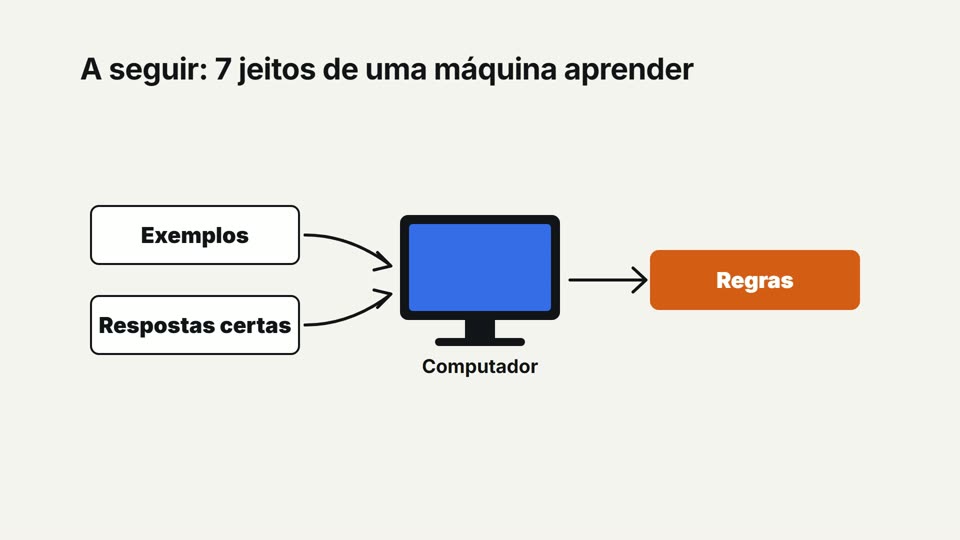 A seguir: 7 jeitos de uma máquina aprender
Exemplos
Respostas certas
Computador
Regras